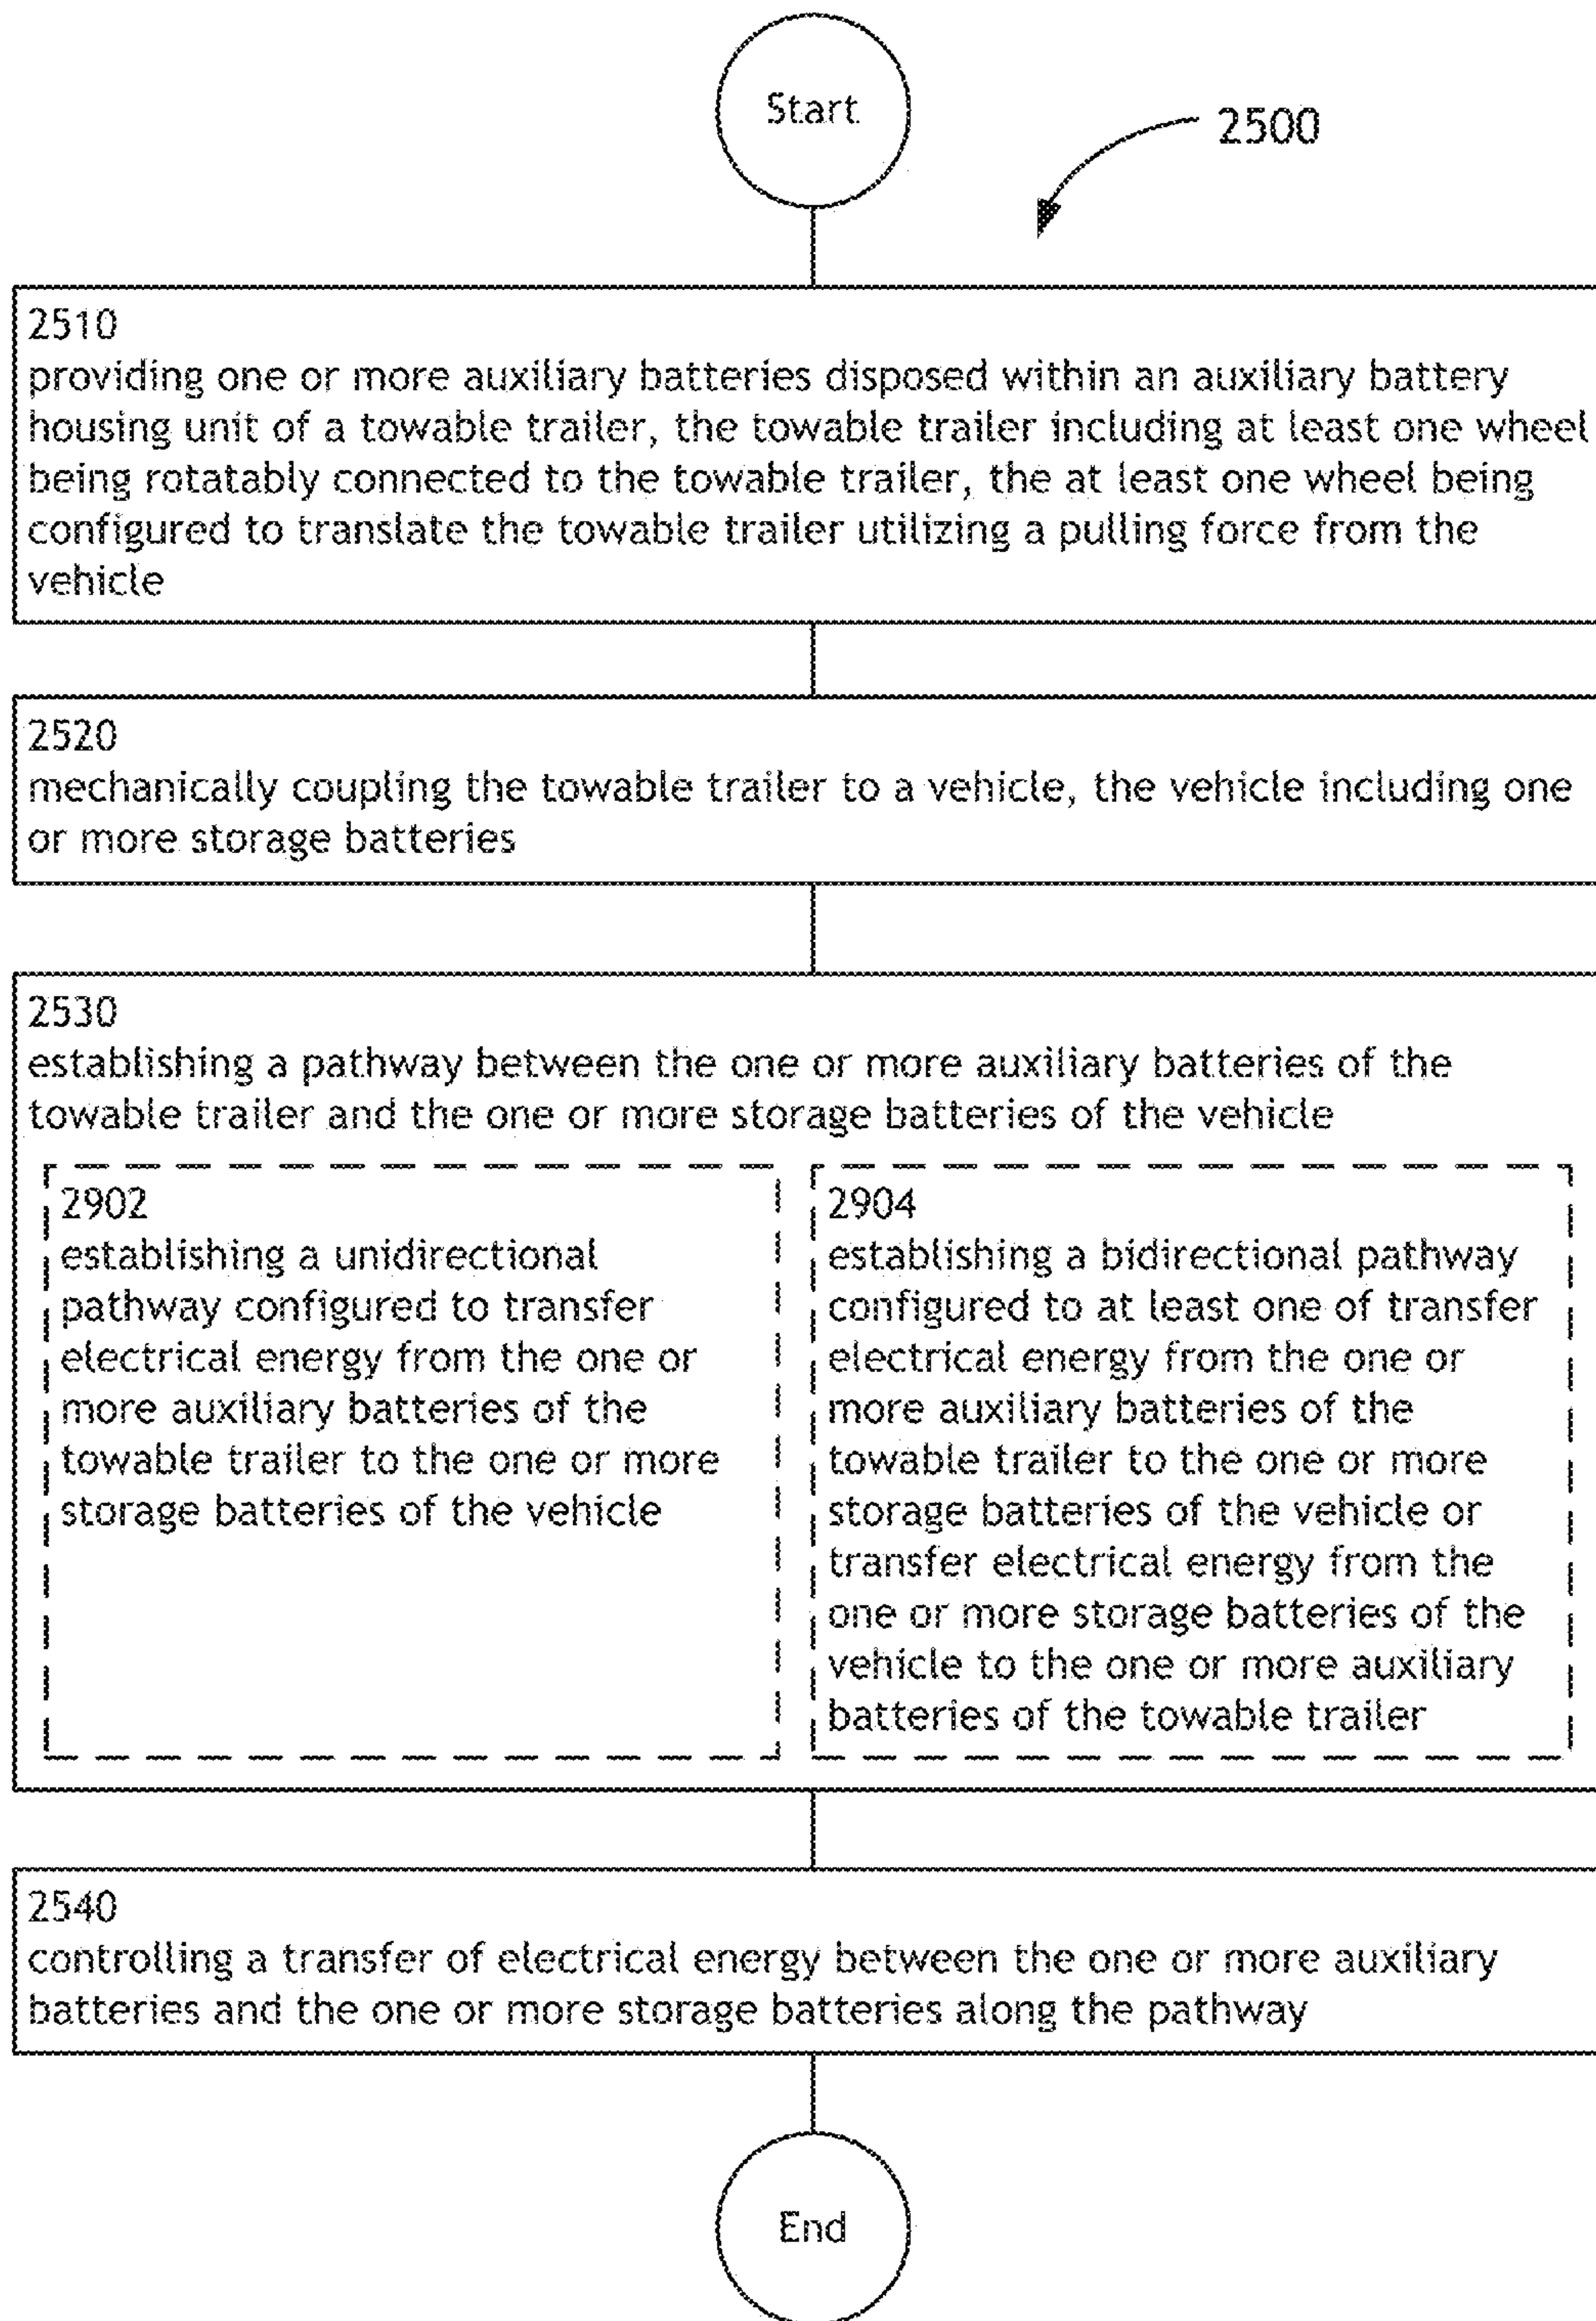 Start
2500
2510
providing one or more auxiliary batteries disposed within an auxiliary battery
housing unit of a towable trailer, the towable trailer including at least one wheel
being rotatably connected to the towable trailer, the at least one wheel being
configured to translate the towable trailer utilizing a pulling force from the
vehicle
2520
mechanically coupling the towable trailer to a vehicle, the vehicle including one
or more storage batteries
2530
establishing a pathway between the one or more auxiliary batteries of the
towable trailer and the one or more storage batteries of the vehicle
2902
establishing a unidirectional
pathway configured to transfer
electrical energy from the one or
more auxiliary batteries of the
towable trailer to the one or more
storage batteries of the vehicle
2904
establishing a bidirectional pathway
configured to at least one of transfer
electrical energy from the one or
more auxiliary batteries of the
towable trailer to the one or more
storage batteries of the vehicle or
transfer electrical energy from the
one or more storage batteries of the
vehicle to the one or more auxiliary
batteries of the towable trailer
2540
controlling a transfer of electrical energy between the one or more auxiliary
batteries and the one or more storage batteries along the pathway
End